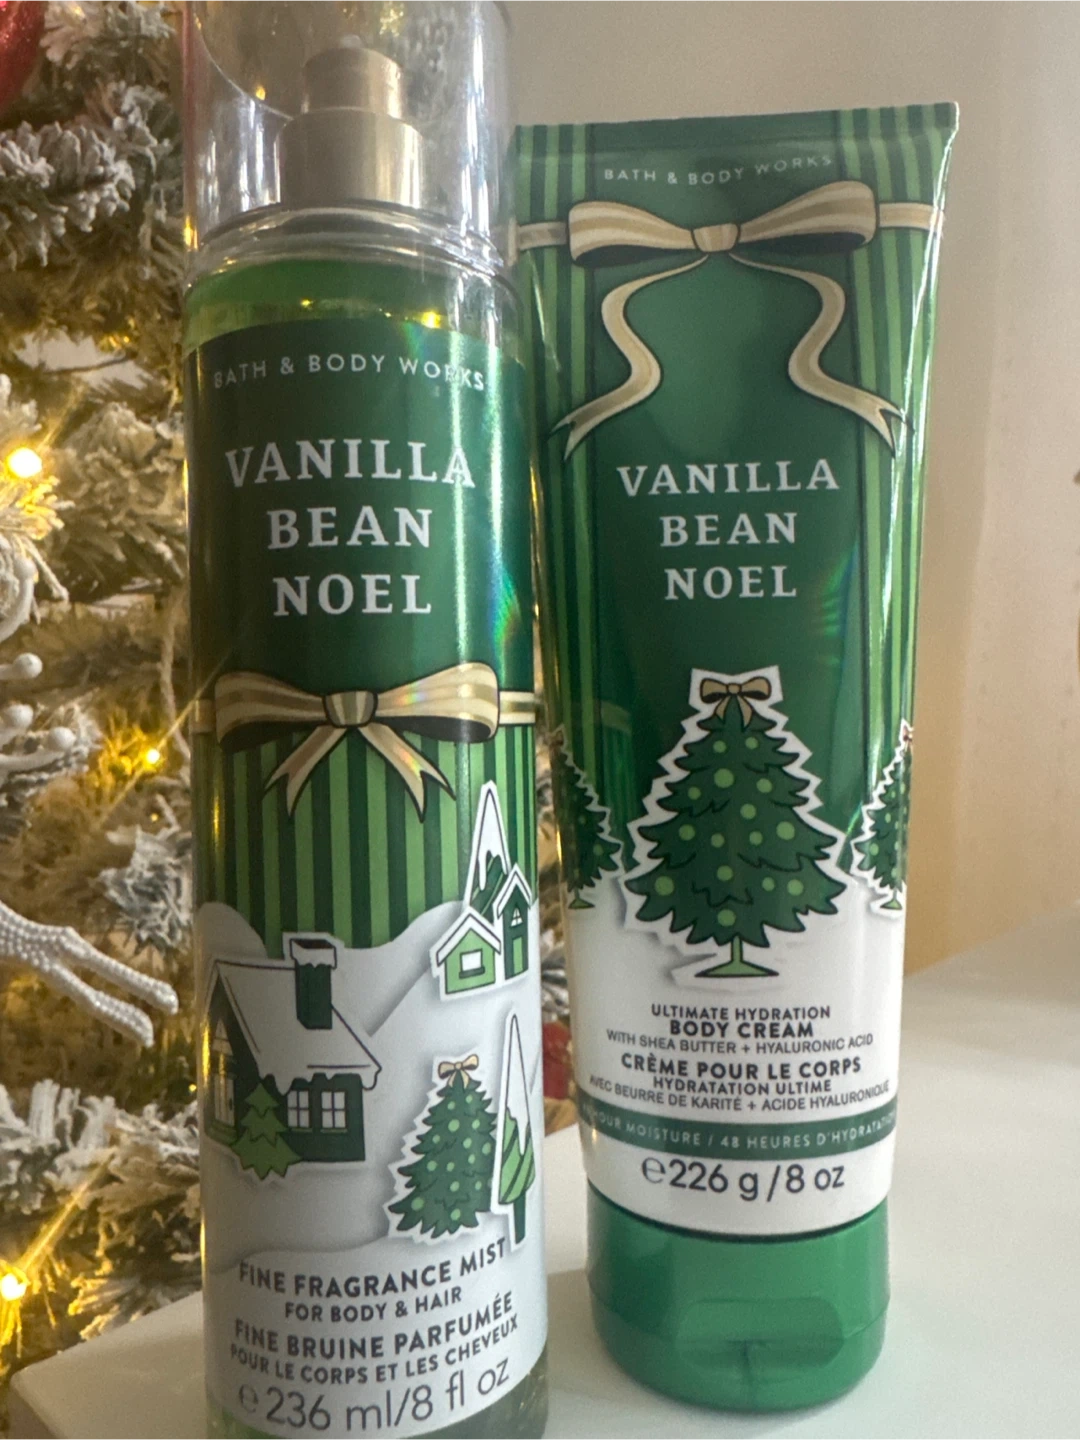 BATH & BODY WORKS
VANILLA
BEAN
NOEL
FINE FRAGRANCE MIST
FOR BODY & HAIR
FINE BRUINE PARFUMÉE
POUR LE CORPS ET LES CHEVEUX
℮236 ml/8 fl oz
BATH & BODY WORKS
VANILLA
BEAN
NOEL
ULTIMATE HYDRATION
BODY CREAM
WITH SHEA BUTTER + HYALURONIC ACID
CRÈME POUR LE CORPS
HYDRATATION ULTIME
AVEC BEURRE DE KARITÉ + ACIDE HYALURONIQUE
MOISTURE / 48 HEURES D'HYDRATATION
℮226 g/8 oz